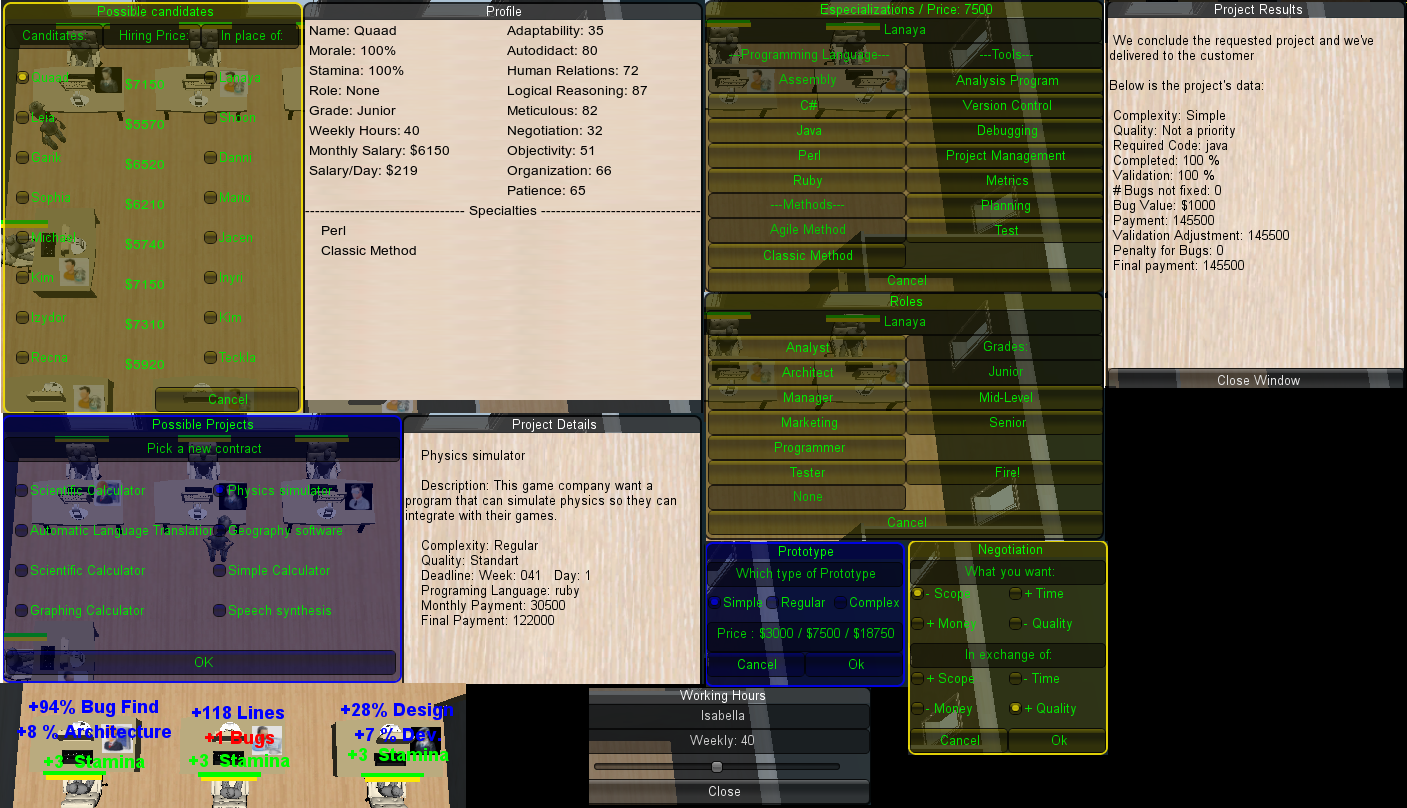 Possible candidates
Canditates: Hiring Price: In place of:
Quaad $7150 Lanaya
Leia $5570 Shoon
Garik $6520 Danni
Sophia $6210 Mario
Michael $5740 Jacen
Kim $7150 Inyri
Izydor $7310 Kim
Recna $5920 Teckla
Cancel
Profile
Name: Quaad Adaptability: 35
Morale: 100% Autodidact: 80
Stamina: 100% Human Relations: 72
Role: None Logical Reasoning: 87
Grade: Junior Meticulous: 82
Weekly Hours: 40 Negotiation: 32
Monthly Salary: $6150 Objectivity: 51
Salary/Day: $219 Organization: 66
Patience: 65
Specialties
Perl
Classic Method
Especializations / Price: 7500
Lanaya
---Programming Language--- ---Tools---
Assembly Analysis Program
C# Version Control
Java Debugging
Perl Project Management
Ruby Metrics
---Methods--- Planning
Agile Method Test
Classic Method
Cancel
Roles
Lanaya
Analyst Grades:
Architect Junior
Manager Mid-Level
Marketing Senior
Programmer
Tester Fire!
None
Cancel
Project Results
We conclude the requested project and we've
delivered to the customer
Below is the project's data:
Complexity: Simple
Quality: Not a priority
Required Code: java
Completed: 100 %
Validation: 100 %
# Bugs not fixed: 0
Bug Value: $1000
Payment: 145500
Validation Adjustment: 145500
Penalty for Bugs: 0
Final payment: 145500
Close Window
Possible Projects
Pick a new contract
Scientific Calculator Physics simulator
Automatic Language Translation Geography software
Scientific Calculator Simple Calculator
Graphing Calculator Speech synthesis
OK
Project Details
Physics simulator
Description: This game company want a
program that can simulate physics so they can
integrate with their games.
Complexity: Regular
Quality: Standart
Deadline: Week: 041 Day: 1
Programing Language: ruby
Monthly Payment: 30500
Final Payment: 122000
Prototype
Which type of Prototype
Simple Regular Complex
Price : $3000 / $7500 / $18750
Cancel Ok
Negotiation
What you want:
- Scope + Time
+ Money - Quality
In exchange of:
+ Scope - Time
- Money + Quality
Cancel Ok
+94% Bug Find
+8 % Architecture
+3 Stamina
+118 Lines
+1 Bugs
+3 Stamina
+28% Design
+7 % Dev.
+3 Stamina
Working Hours
Isabella
Weekly: 40
Close